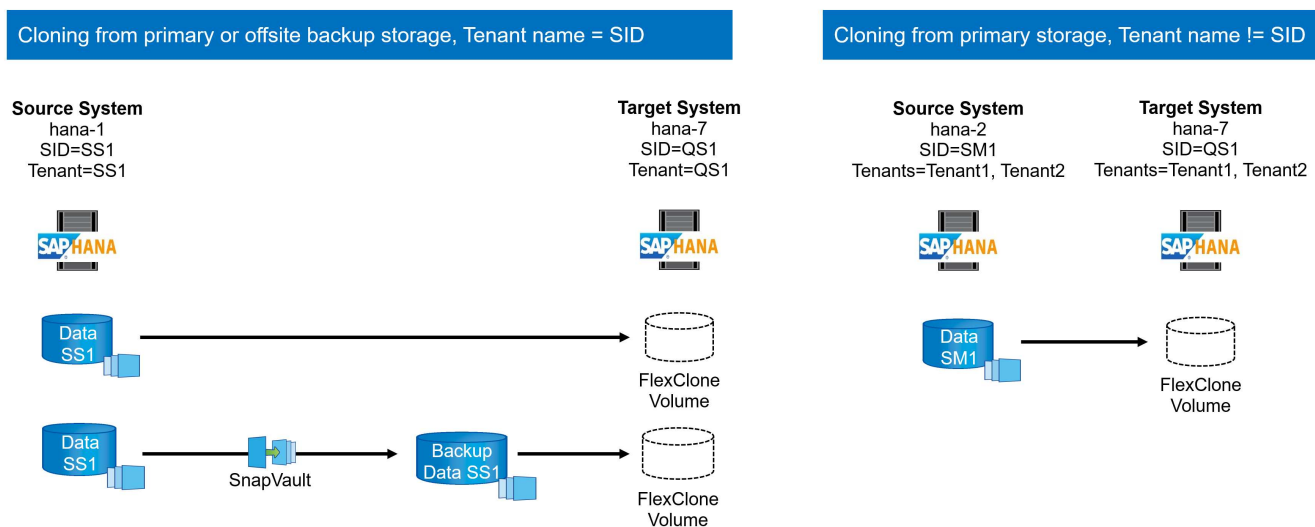 Cloning from primary or offsite backup storage, Tenant name = SID
Source System
hana-1
SID=SS1
Tenant=SS1
Target System
hana-7
SID=QS1
Tenant=QS1
SAP HANA
SAP HANA
Data
SS1
FlexClone
Volume
Data
SS1
SnapVault
Backup
Data SS1
FlexClone
Volume
Cloning from primary storage, Tenant name != SID
Source System
hana-2
SID=SM1
Tenants=Tenant1, Tenant2
Target System
hana-7
SID=QS1
Tenants=Tenant1, Tenant2
SAP HANA
SAP HANA
Data
SM1
FlexClone
Volume